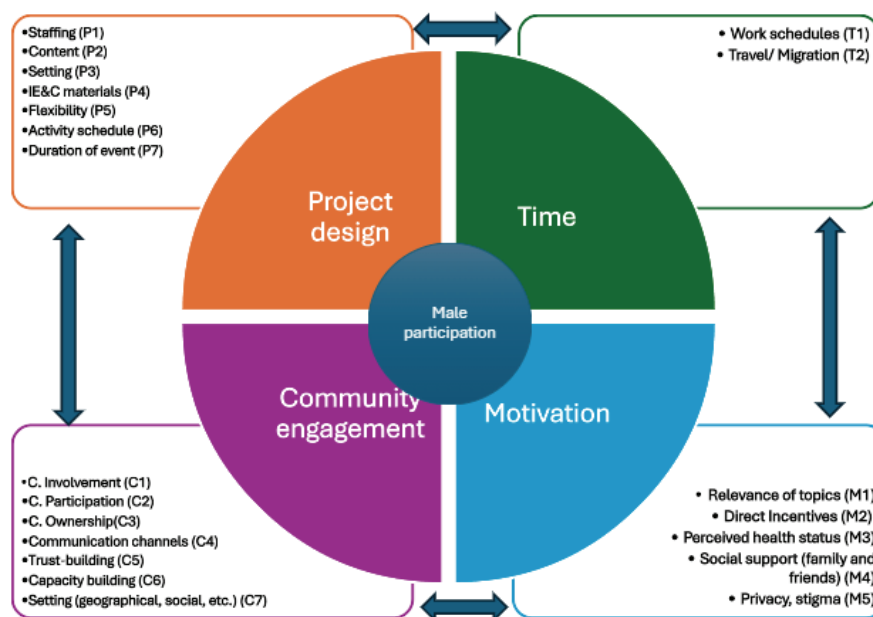 •Staffing (P1)
•Content (P2)
•Setting (P3)
•IE&C materials (P4)
•Flexibility (P5)
•Activity schedule (P6)
•Duration of event (P7)
• Work schedules (T1)
• Travel/ Migration (T2)
Project
design
Time
Male
participation
Community
engagement
Motivation
•C. Involvement (C1)
•C. Participation (C2)
•C. Ownership(C3)
•Communication channels (C4)
•Trust-building (C5)
•Capacity building (C6)
•Setting (geographical, social, etc.) (C7)
• Relevance of topics (M1)
• Direct Incentives (M2)
• Perceived health status (M3)
• Social support (family and
friends) (M4)
• Privacy, stigma (M5)